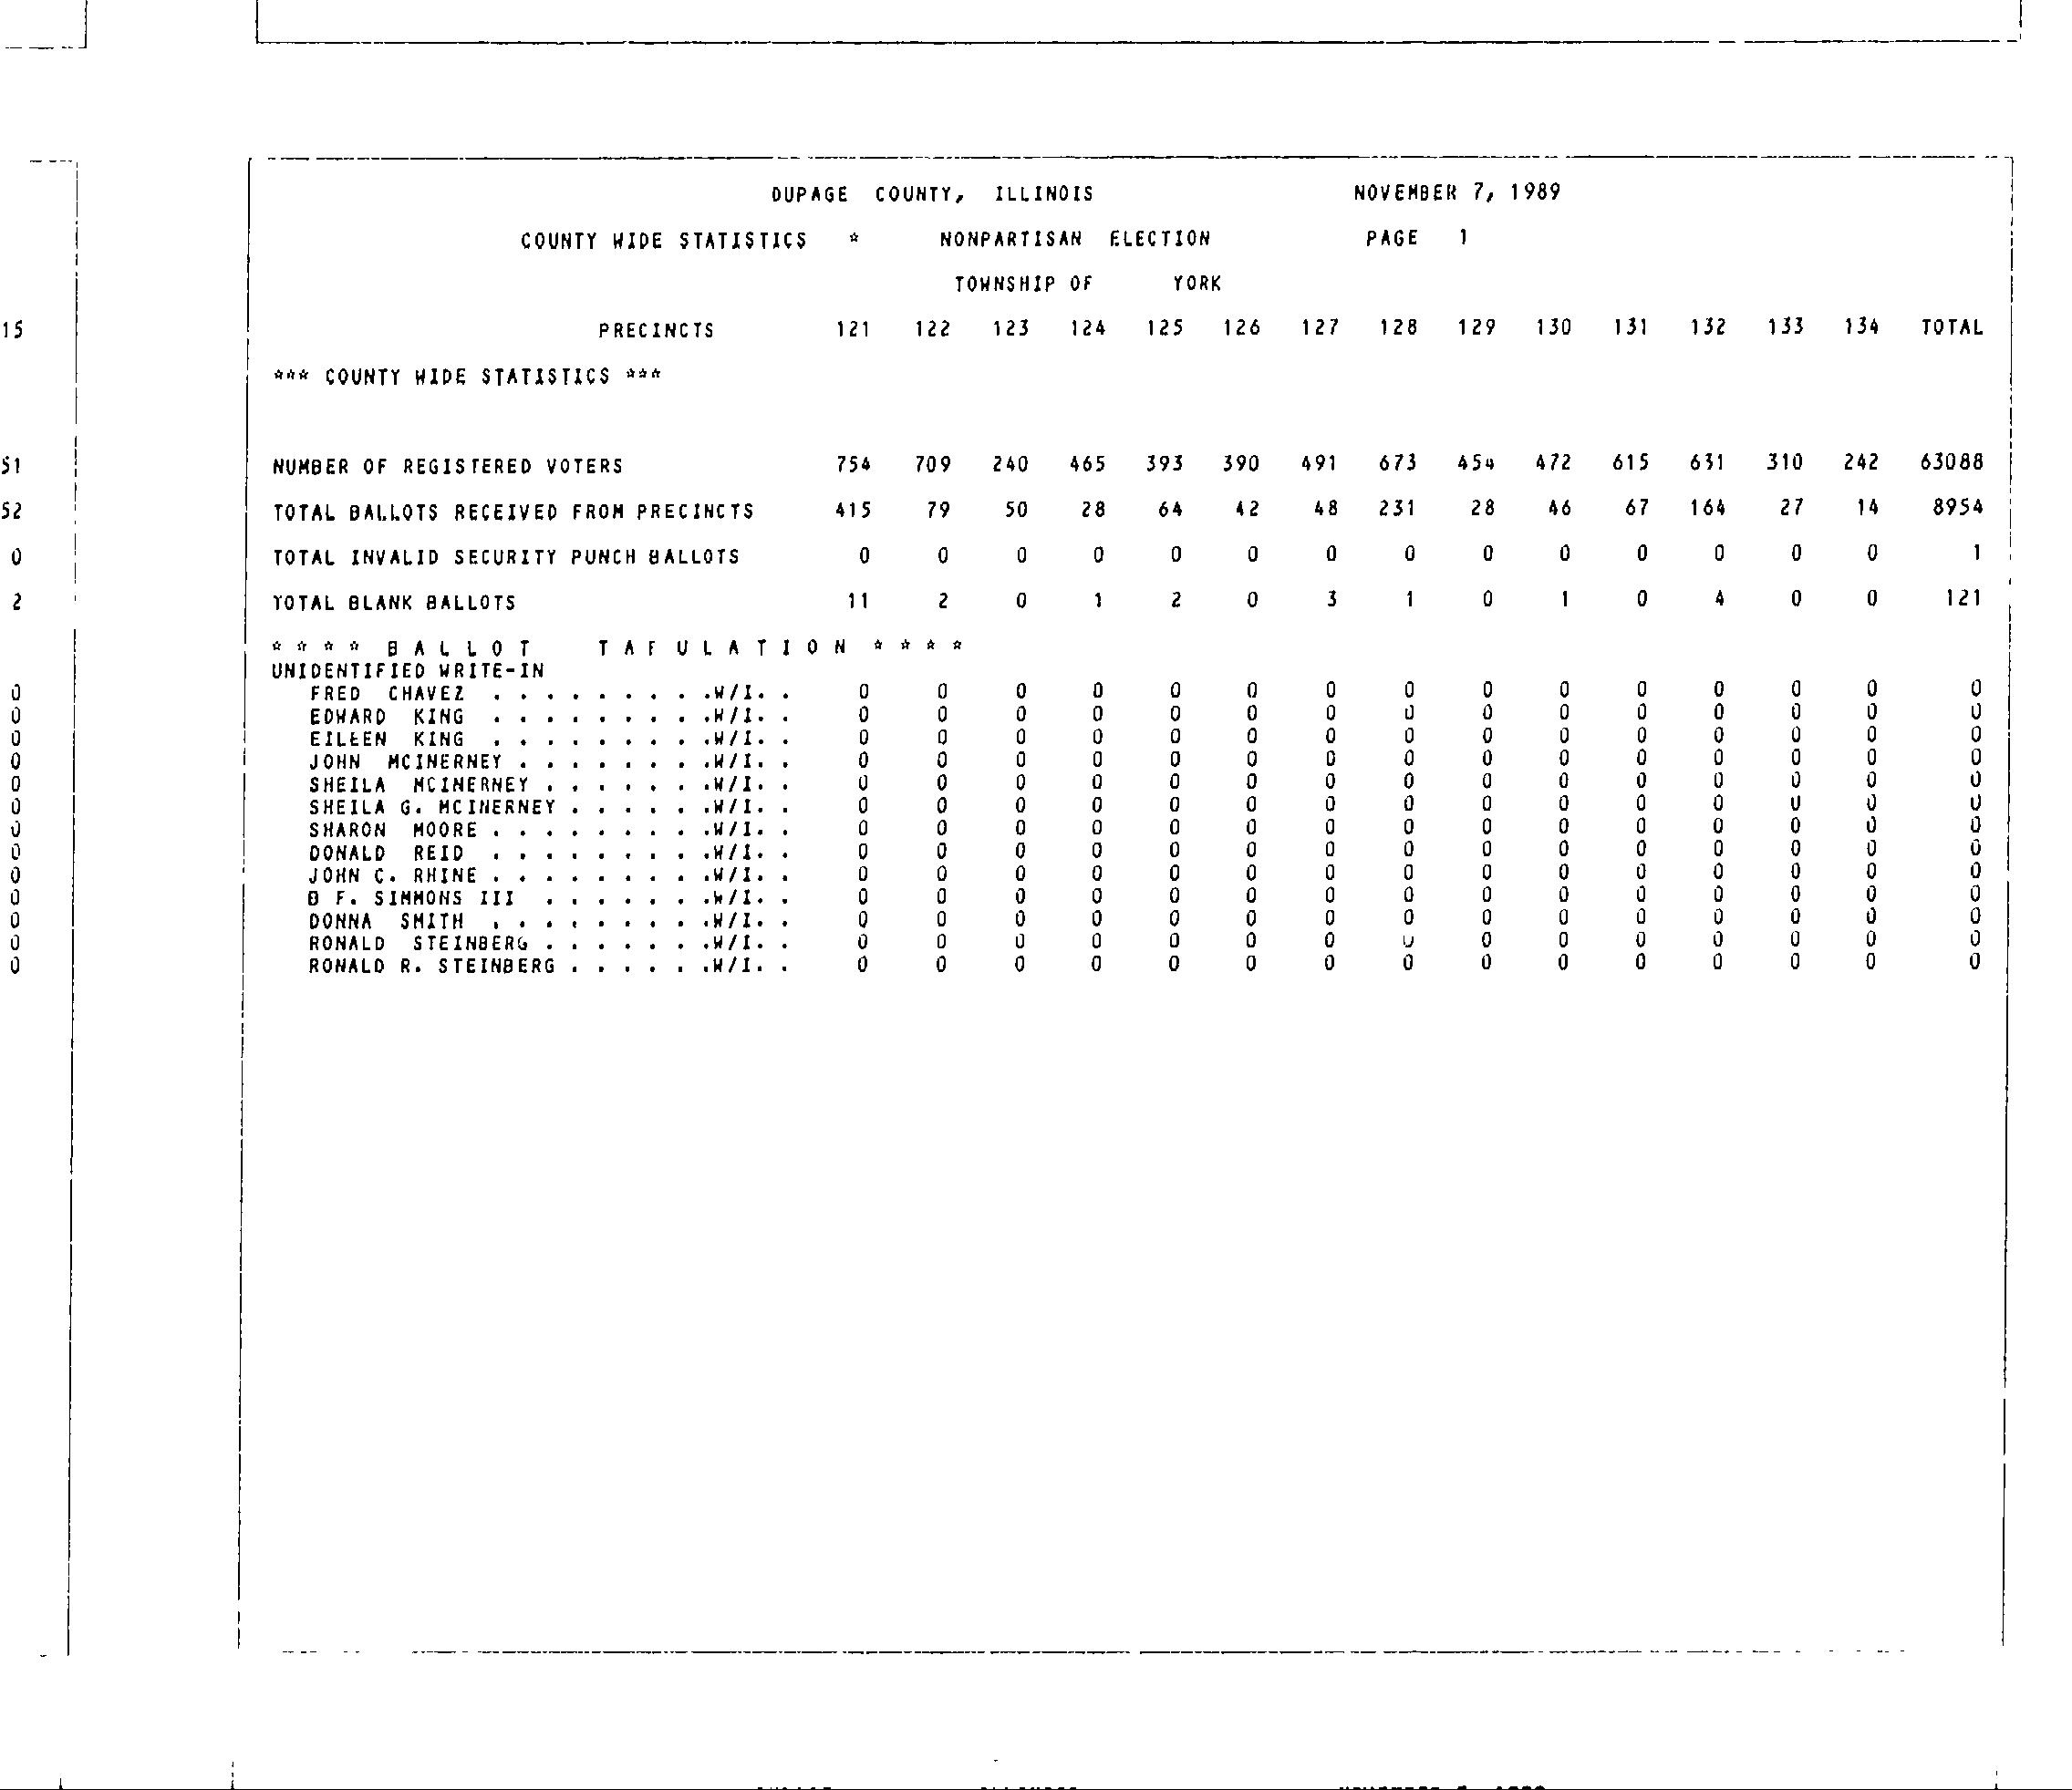 DUPAGE COUNTY, ILLINOIS NOVEMBER 7, 1989
COUNTY WIDE STATISTICS * NONPARTISAN ELECTION PAGE 1
TOWNSHIP OF YORK
15
PRECINCTS 121 122 123 124 125 126 127 128 129 130 131 132 133 134 TOTAL
*** COUNTY WIDE STATISTICS ***
51
NUMBER OF REGISTERED VOTERS 754 709 240 465 393 390 491 673 454 472 615 631 310 242 63088
52
TOTAL BALLOTS RECEIVED FROM PRECINCTS 415 79 50 28 64 42 48 231 28 46 67 164 27 14 8954
0
TOTAL INVALID SECURITY PUNCH BALLOTS 0 0 0 0 0 0 0 0 0 0 0 0 0 0 1
2
TOTAL BLANK BALLOTS 11 2 0 1 2 0 3 1 0 1 0 4 0 0 121
* * * * B A L L O T T A F U L A T I O N * * * *
UNIDENTIFIED WRITE-IN
0
FRED CHAVEZ . . . . . . . . .W/I. . 0 0 0 0 0 0 0 0 0 0 0 0 0 0 0
0
EDWARD KING . . . . . . . . .W/I. . 0 0 0 0 0 0 0 0 0 0 0 0 0 0 0
0
EILEEN KING . . . . . . . . .W/I. . 0 0 0 0 0 0 0 0 0 0 0 0 0 0 0
0
JOHN MCINERNEY . . . . . . . .W/I. . 0 0 0 0 0 0 0 0 0 0 0 0 0 0 0
0
SHEILA MCINERNEY . . . . . . .W/I. . 0 0 0 0 0 0 0 0 0 0 0 0 0 0 0
0
SHEILA G. MCINERNEY . . . . . .W/I. . 0 0 0 0 0 0 0 0 0 0 0 0 0 0 0
0
SHARON MOORE . . . . . . . . .W/I. . 0 0 0 0 0 0 0 0 0 0 0 0 0 0 0
0
DONALD REID . . . . . . . . .W/I. . 0 0 0 0 0 0 0 0 0 0 0 0 0 0 0
0
JOHN C. RHINE . . . . . . . . .W/I. . 0 0 0 0 0 0 0 0 0 0 0 0 0 0 0
0
B F. SIMMONS III . . . . . . .W/I. . 0 0 0 0 0 0 0 0 0 0 0 0 0 0 0
0
DONNA SMITH . . . . . . . . .W/I. . 0 0 0 0 0 0 0 0 0 0 0 0 0 0 0
0
RONALD STEINBERG . . . . . . .W/I. . 0 0 0 0 0 0 0 0 0 0 0 0 0 0 0
0
RONALD R. STEINBERG . . . . . .W/I. . 0 0 0 0 0 0 0 0 0 0 0 0 0 0 0